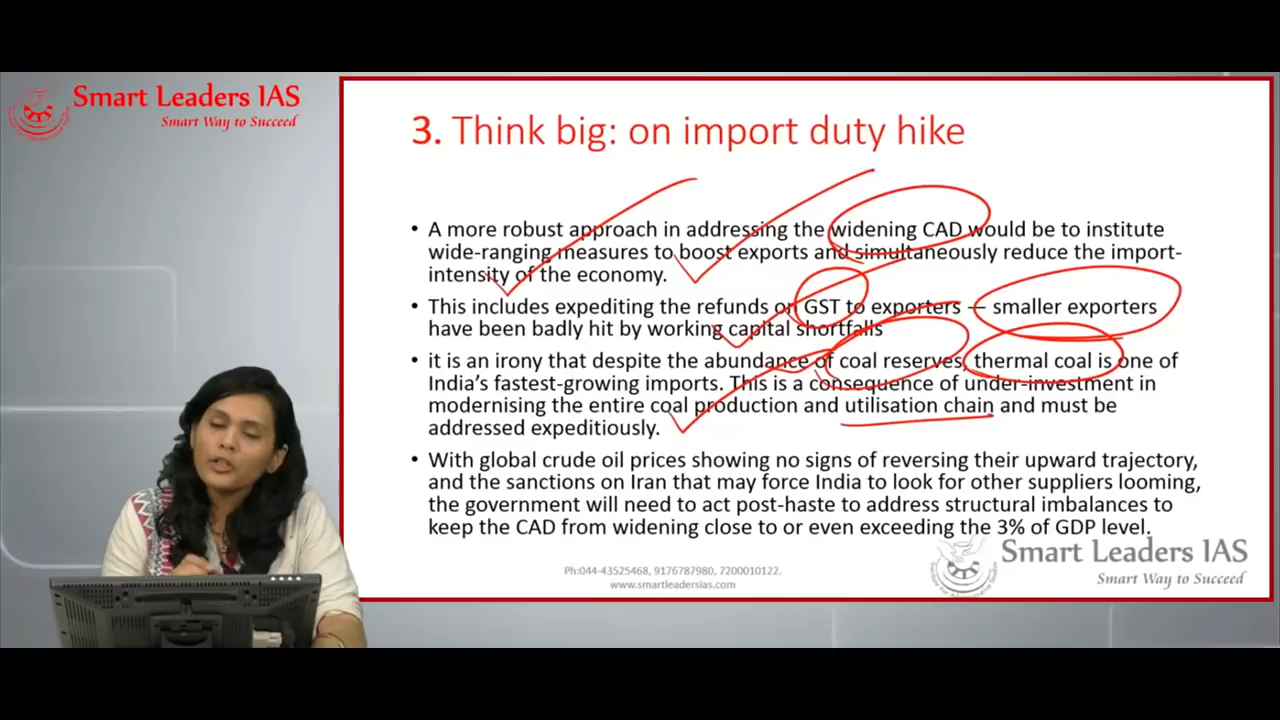 Smart Leaders IAS
Smart Way to Succeed
3. Think big: on import duty hike
• A more robust approach in addressing the widening CAD would be to institute
wide-ranging measures to boost exports and simultaneously reduce the import-
intensity of the economy.
• This includes expediting the refunds on GST to exporters — smaller exporters
have been badly hit by working capital shortfalls
• it is an irony that despite the abundance of coal reserves, thermal coal is one of
India's fastest-growing imports. This is a consequence of under-investment in
modernising the entire coal production and utilisation chain and must be
addressed expeditiously.
• With global crude oil prices showing no signs of reversing their upward trajectory,
and the sanctions on Iran that may force India to look for other suppliers looming,
the government will need to act post-haste to address structural imbalances to
keep the CAD from widening close to or even exceeding the 3% of GDP level.
Smart Leaders IAS
Smart Way to Succeed
Ph:044-43525468, 9176787980, 7200010122.
www.smartleadersias.com